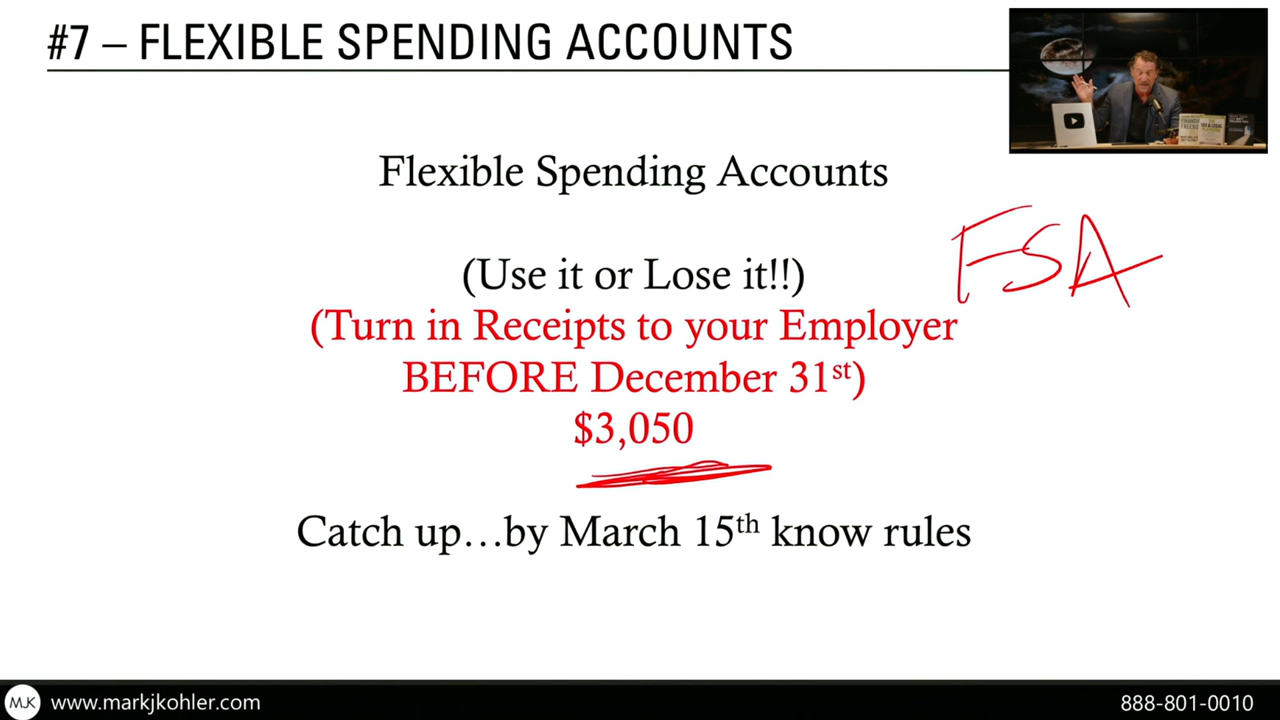 #7 – FLEXIBLE SPENDING ACCOUNTS
Flexible Spending Accounts
FSA
(Use it or Lose it!!)
(Turn in Receipts to your Employer
BEFORE December 31st)
$3,050
Catch up…by March 15th know rules
MJK www.markjkohler.com
888-801-0010